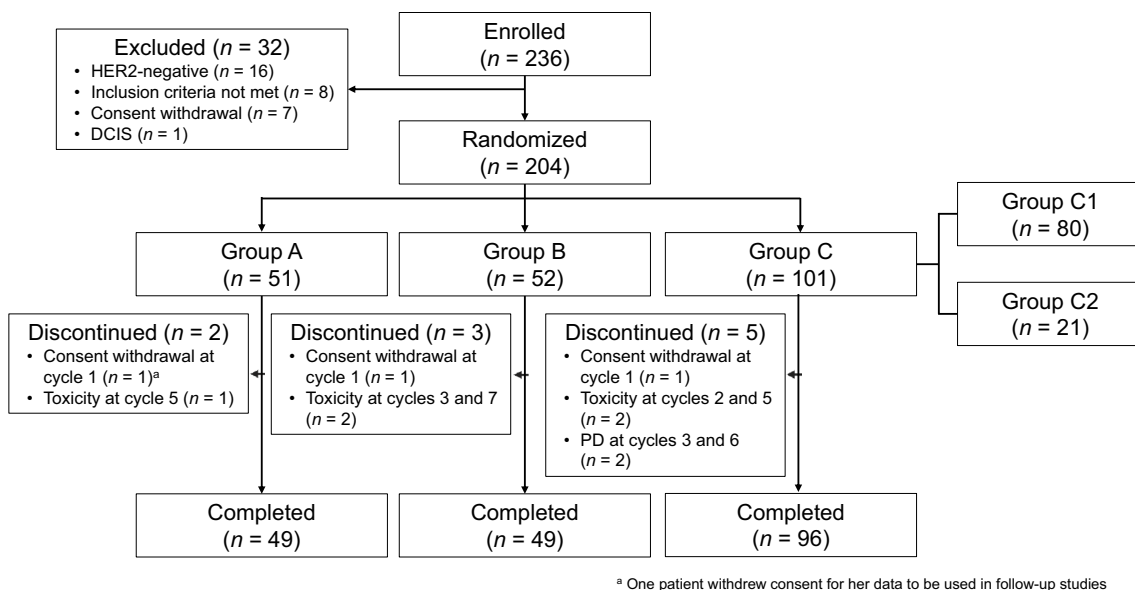 Enrolled
(n = 236)
Excluded (n = 32)
• HER2-negative (n = 16)
• Inclusion criteria not met (n = 8)
• Consent withdrawal (n = 7)
• DCIS (n = 1)
Randomized
(n = 204)
Group A
(n = 51)
Group B
(n = 52)
Group C
(n = 101)
Group C1
(n = 80)
Group C2
(n = 21)
Discontinued (n = 2)
• Consent withdrawal at
cycle 1 (n = 1)ᵃ
• Toxicity at cycle 5 (n = 1)
Discontinued (n = 3)
• Consent withdrawal at
cycle 1 (n = 1)
• Toxicity at cycles 3 and 7
(n = 2)
Discontinued (n = 5)
• Consent withdrawal at
cycle 1 (n = 1)
• Toxicity at cycles 2 and 5
(n = 2)
• PD at cycles 3 and 6
(n = 2)
Completed
(n = 49)
Completed
(n = 49)
Completed
(n = 96)
ᵃ One patient withdrew consent for her data to be used in follow-up studies